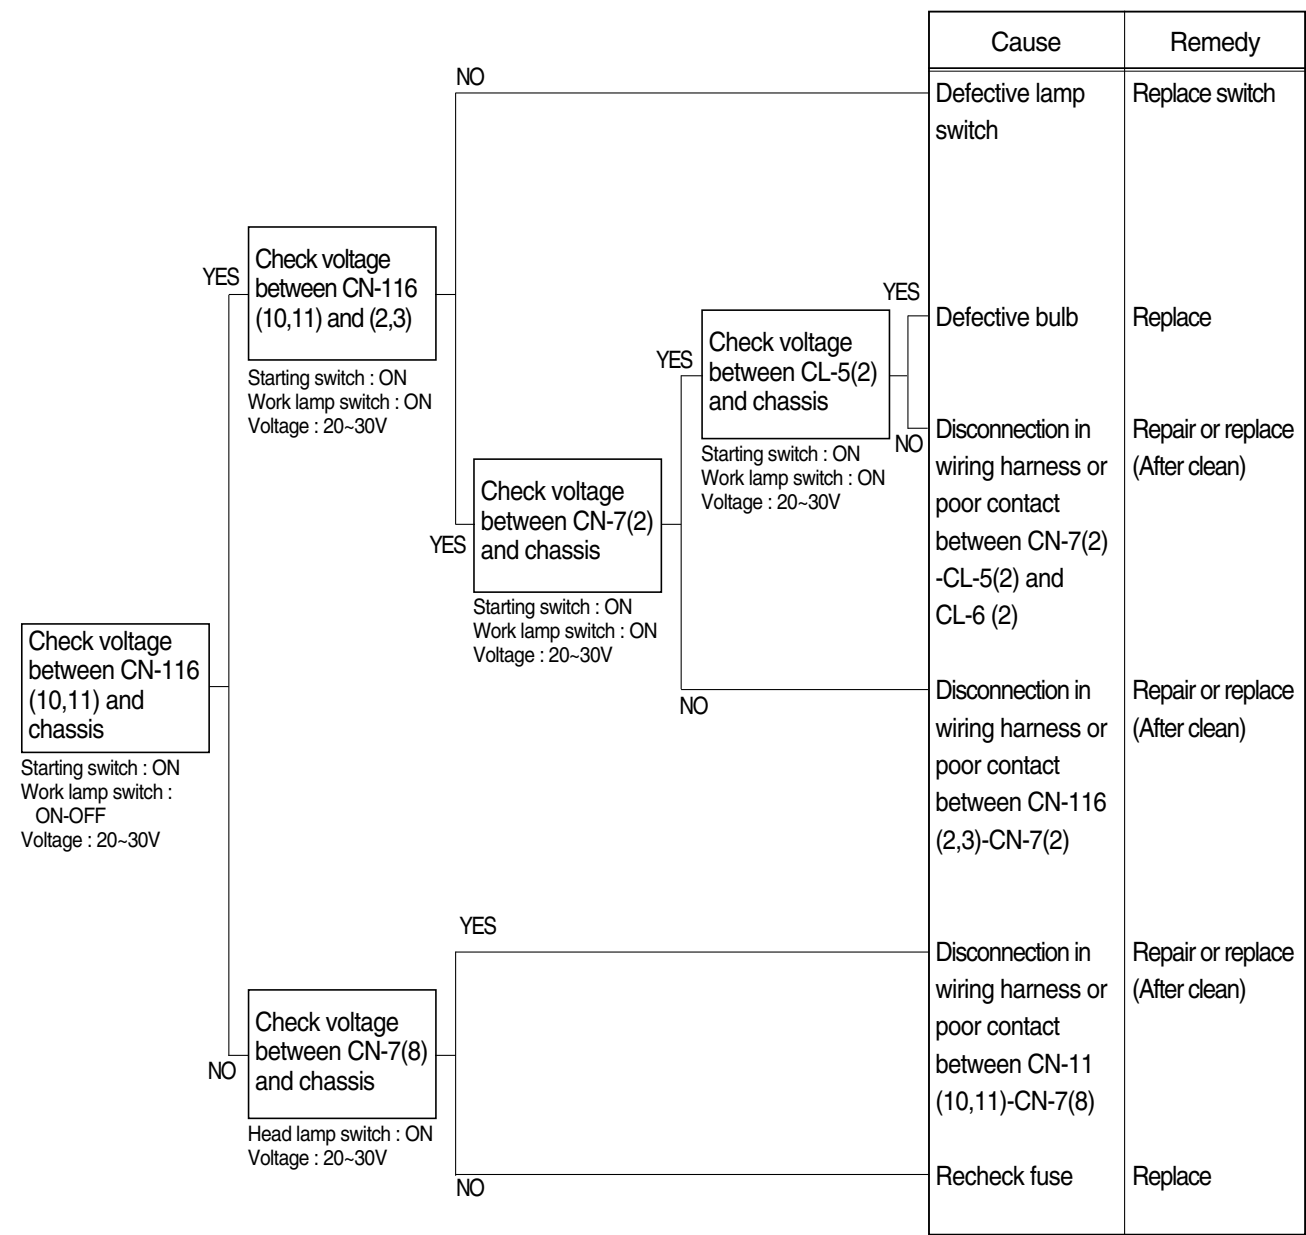 Cause
Remedy
NO
Defective lamp
switch
Replace switch
YES
Check voltage
between CN-116
(10,11) and (2,3)
Starting switch : ON
Work lamp switch : ON
Voltage : 20~30V
YES
Defective bulb
Replace
YES
Check voltage
between CL-5(2)
and chassis
Starting switch : ON
Work lamp switch : ON
Voltage : 20~30V
NO
Disconnection in
wiring harness or
poor contact
between CN-7(2)
-CL-5(2) and
CL-6 (2)
Repair or replace
(After clean)
YES
Check voltage
between CN-7(2)
and chassis
Starting switch : ON
Work lamp switch : ON
Voltage : 20~30V
Check voltage
between CN-116
(10,11) and
chassis
Starting switch : ON
Work lamp switch :
ON-OFF
Voltage : 20~30V
NO
Disconnection in
wiring harness or
poor contact
between CN-116
(2,3)-CN-7(2)
Repair or replace
(After clean)
YES
Disconnection in
wiring harness or
poor contact
between CN-11
(10,11)-CN-7(8)
Repair or replace
(After clean)
NO
Check voltage
between CN-7(8)
and chassis
Head lamp switch : ON
Voltage : 20~30V
NO
Recheck fuse
Replace